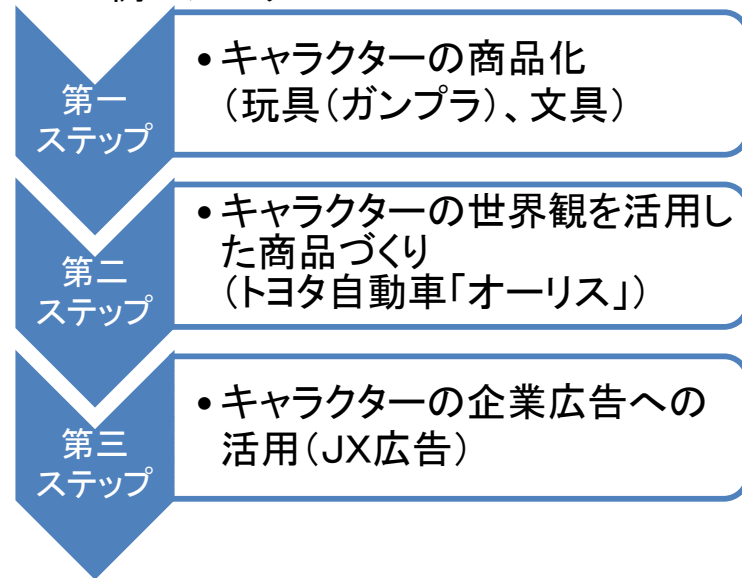 第一
ステップ
•キャラクターの商品化
（玩具（ガンプラ）、文具）
第二
ステップ
•キャラクターの世界観を活用し
た商品づくり
（トヨタ自動車「オーリス」）
第三
ステップ
•キャラクターの企業広告への
活用（JX広告）